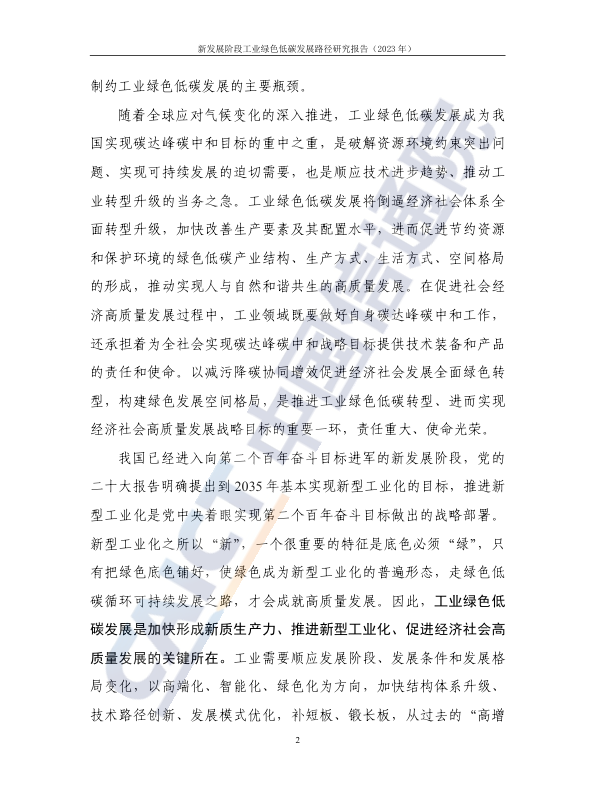 新发展阶段工业绿色低碳发展路径研究报告（2023 年）
制约工业绿色低碳发展的主要瓶颈。
随着全球应对气候变化的深入推进，工业绿色低碳发展成为我
国实现碳达峰碳中和目标的重中之重，是破解资源环境约束突出问
题、实现可持续发展的迫切需要，也是顺应技术进步趋势、推动工
业转型升级的当务之急。工业绿色低碳发展将倒逼经济社会体系全
面转型升级，加快改善生产要素及其配置水平，进而促进节约资源
和保护环境的绿色低碳产业结构、生产方式、生活方式、空间格局
的形成，推动实现人与自然和谐共生的高质量发展。在促进社会经
济高质量发展过程中，工业领域既要做好自身碳达峰碳中和工作，
还承担着为全社会实现碳达峰碳中和战略目标提供技术装备和产品
的责任和使命。以减污降碳协同增效促进经济社会发展全面绿色转
型，构建绿色发展空间格局，是推进工业绿色低碳转型、进而实现
经济社会高质量发展战略目标的重要一环，责任重大、使命光荣。
我国已经进入向第二个百年奋斗目标进军的新发展阶段，党的
二十大报告明确提出到 2035 年基本实现新型工业化的目标，推进新
型工业化是党中央着眼实现第二个百年奋斗目标做出的战略部署。
新型工业化之所以“新”，一个很重要的特征是底色必须“绿”，只
有把绿色底色铺好，使绿色成为新型工业化的普遍形态，走绿色低
碳循环可持续发展之路，才会成就高质量发展。因此，工业绿色低
碳发展是加快形成新质生产力、推进新型工业化、促进经济社会高
质量发展的关键所在。工业需要顺应发展阶段、发展条件和发展格
局变化，以高端化、智能化、绿色化为方向，加快结构体系升级、
技术路径创新、发展模式优化，补短板、锻长板，从过去的“高增
2
CAICT 中国信通院